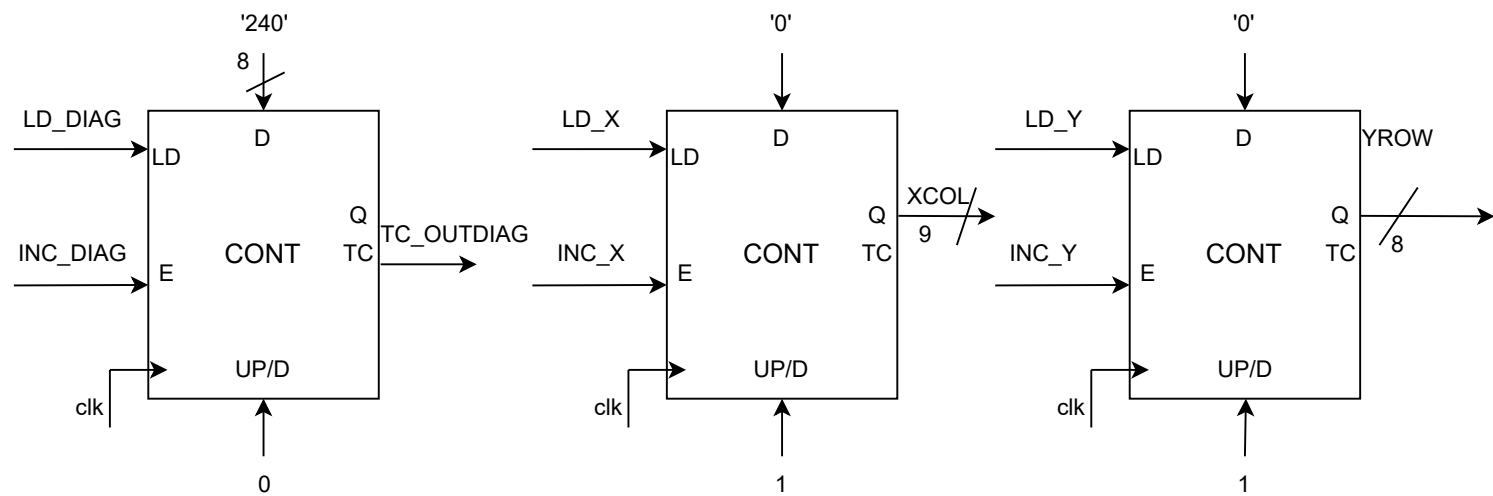 '240'
8
LD_DIAG
D
LD
Q
TC_OUTDIAG
TC
INC_DIAG
CONT
E
UP/D
clk
0
'0'
LD_X
D
LD
XCOL
Q
9
TC
INC_X
CONT
E
UP/D
clk
1
'0'
LD_Y
D
YROW
LD
Q
8
TC
INC_Y
CONT
E
UP/D
clk
1